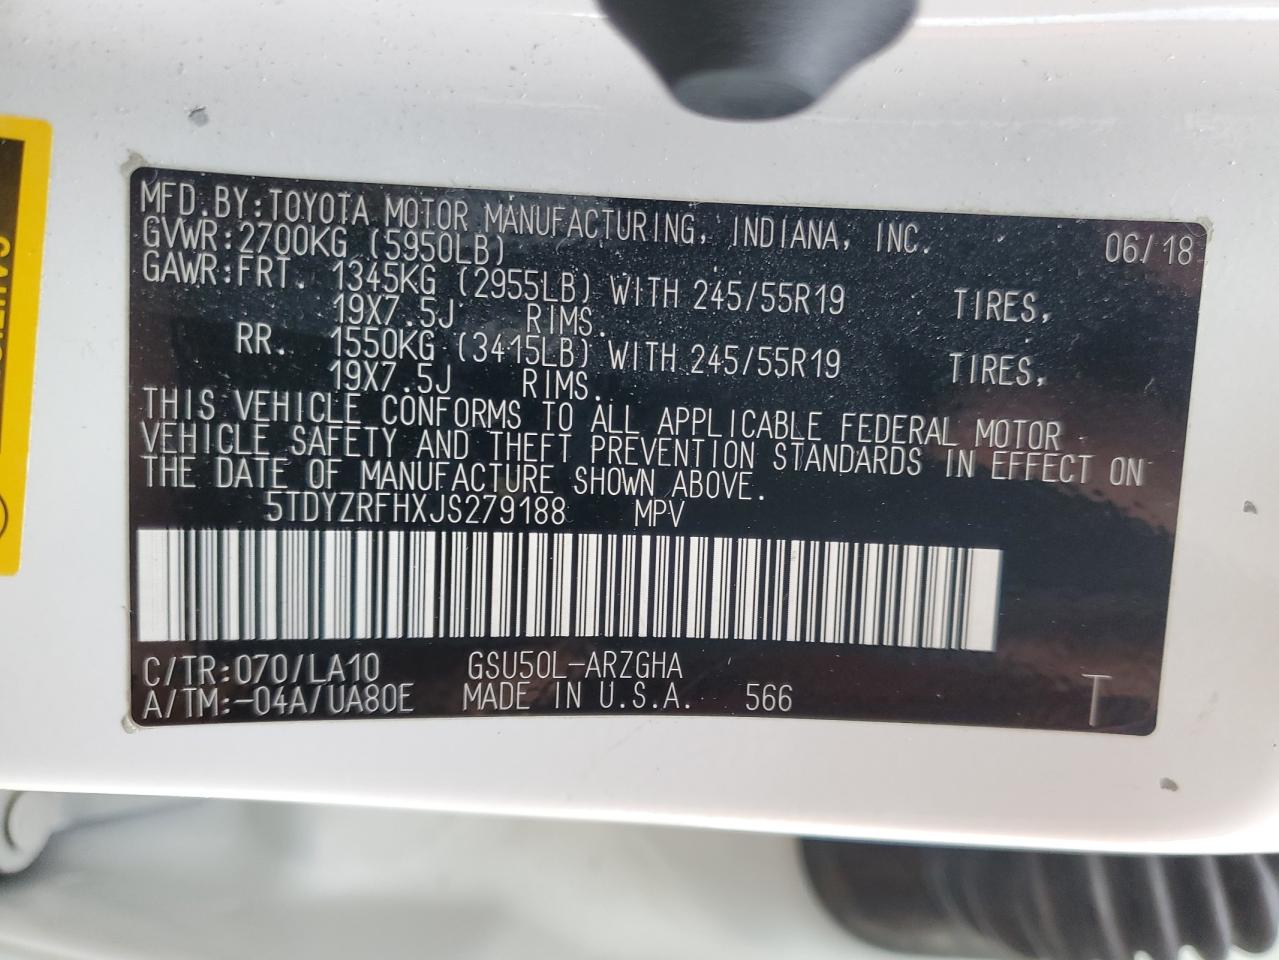 MFD.BY:TOYOTA MOTOR MANUFACTURING, INDIANA, INC. 06/18
GVWR:2700KG (5950LB)
GAWR:FRT. 1345KG (2955LB) WITH 245/55R19 TIRES,
19X7.5J RIMS.
RR. 1550KG (3415LB) WITH 245/55R19 TIRES,
19X7.5J RIMS.
THIS VEHICLE CONFORMS TO ALL APPLICABLE FEDERAL MOTOR
VEHICLE SAFETY AND THEFT PREVENTION STANDARDS IN EFFECT ON
THE DATE OF MANUFACTURE SHOWN ABOVE.
5TDYZRFHXJS279188 MPV
C/TR:070/LA10 GSU50L-ARZGHA
A/TM:-04A/UA80E MADE IN U.S.A. 566 T